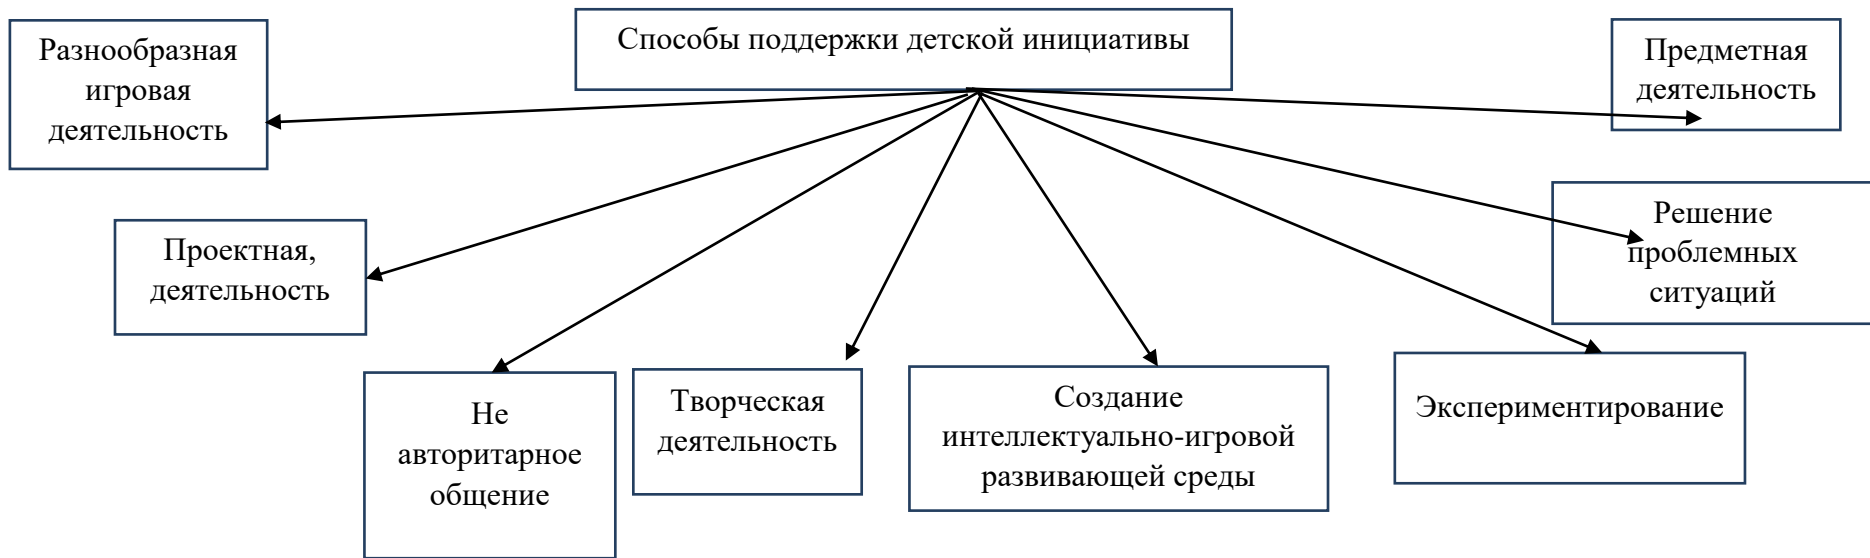 Способы поддержки детской инициативы
Разнообразная
игровая
деятельность
Предметная
деятельность
Проектная,
деятельность
Решение
проблемных
ситуаций
Не
авторитарное
общение
Творческая
деятельность
Создание
интеллектуально-игровой
развивающей среды
Экспериментирование